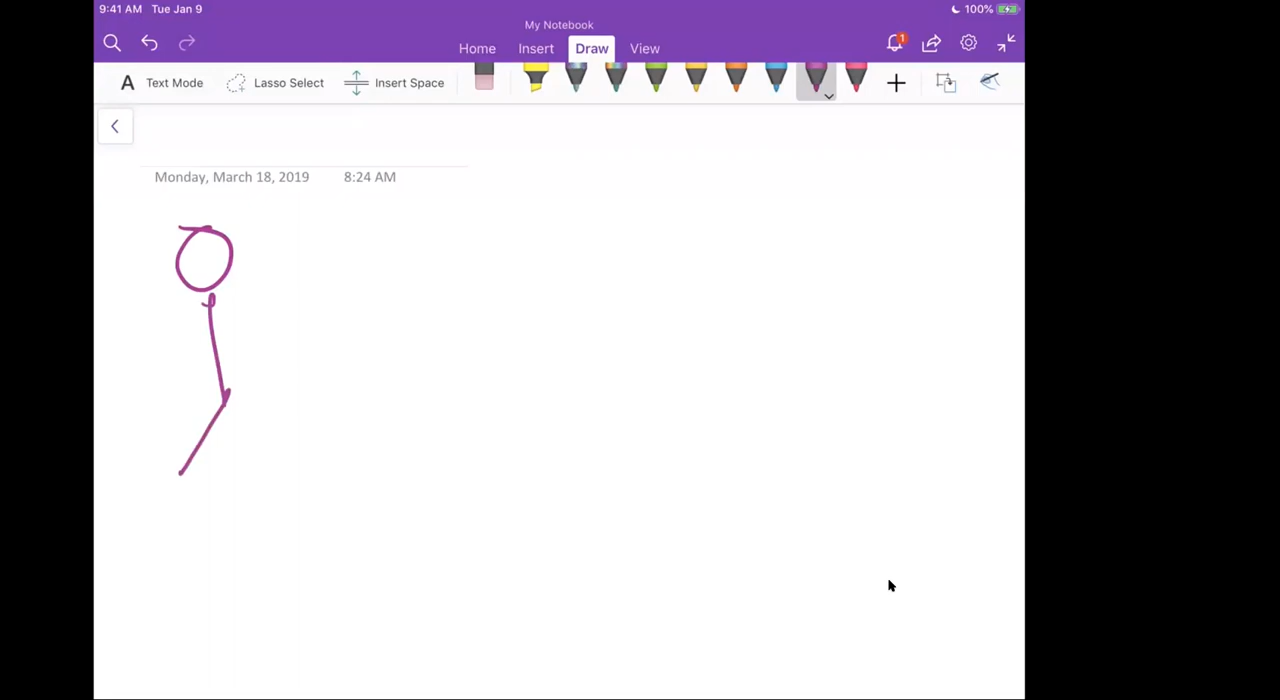 9:41 AM Tue Jan 9 100%
My Notebook
1
Home Insert Draw View
A Text Mode Lasso Select Insert Space
Monday, March 18, 2019 8:24 AM